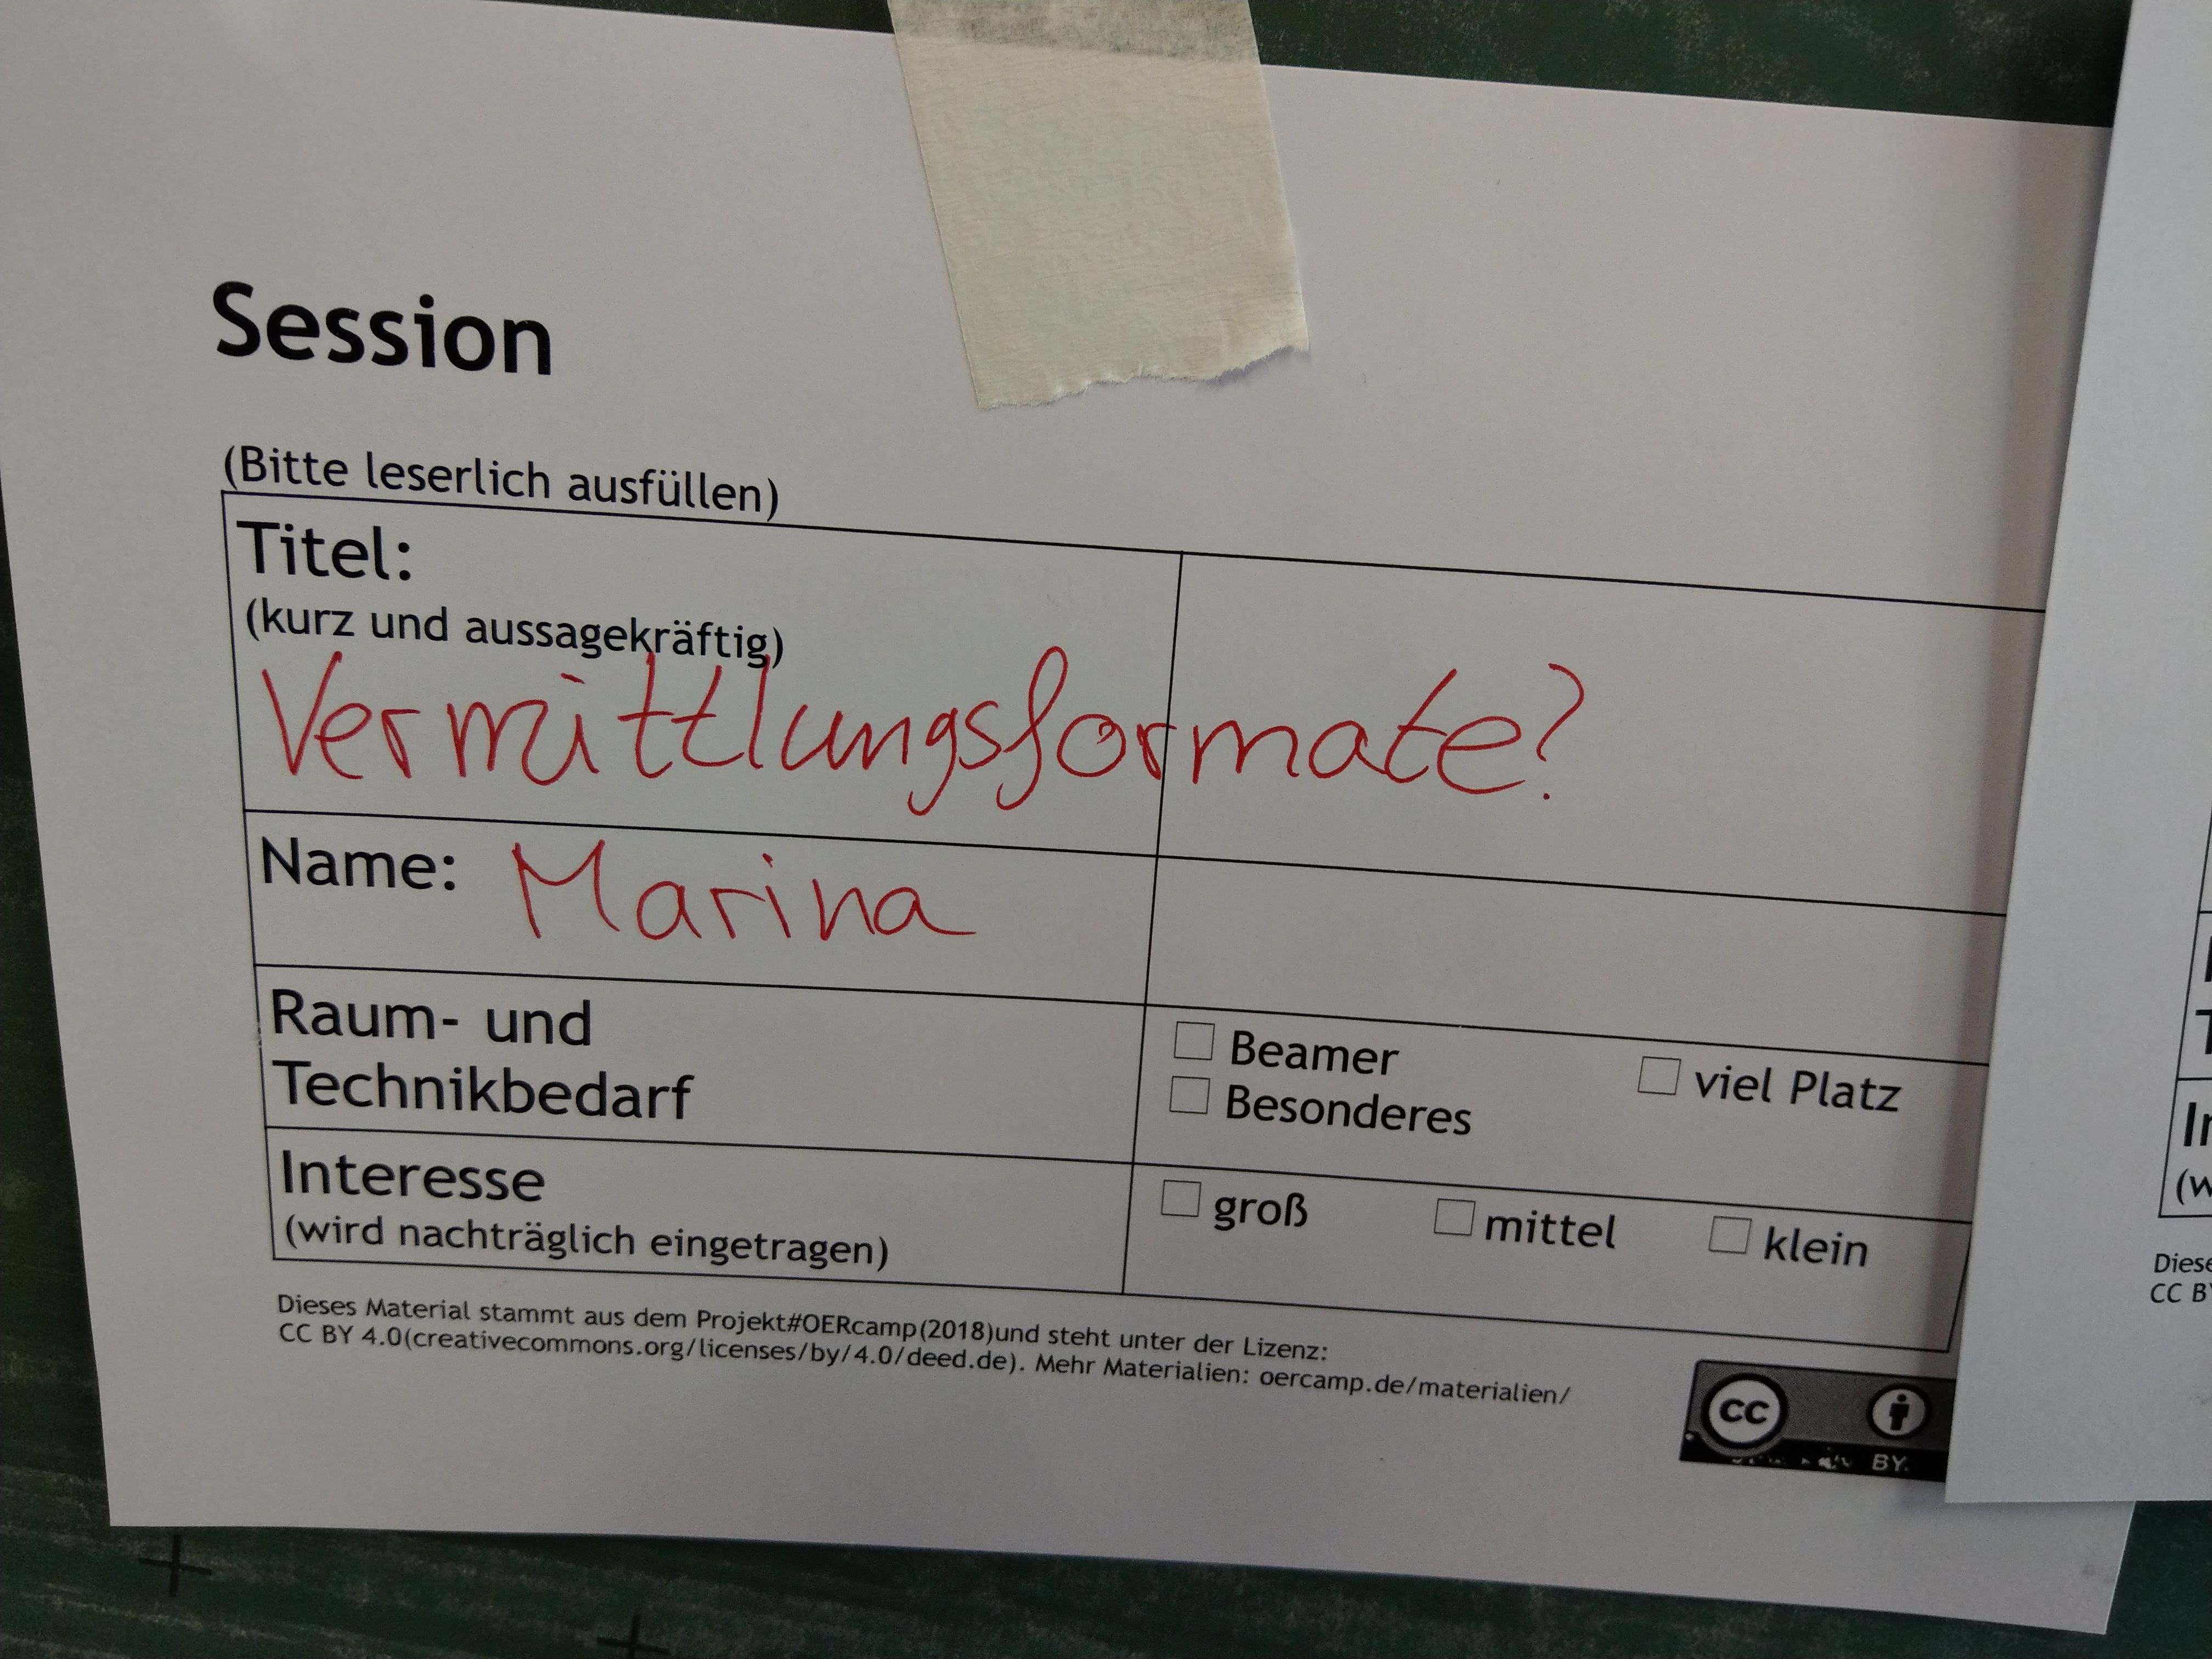 Session
(Bitte leserlich ausfüllen)
Titel:
(kurz und aussagekräftig)
Vermittlungsformate?
Name: Marina
Raum- und
Technikbedarf
Beamer
viel Platz
Besonderes
Interesse
(wird nachträglich eingetragen)
groß mittel klein
Dieses Material stammt aus dem Projekt#OERcamp(2018)und steht unter der Lizenz:
CC BY 4.0(creativecommons.org/licenses/by/4.0/deed.de). Mehr Materialien: oercamp.de/materialien/
CC
BY
Diese
CC BY